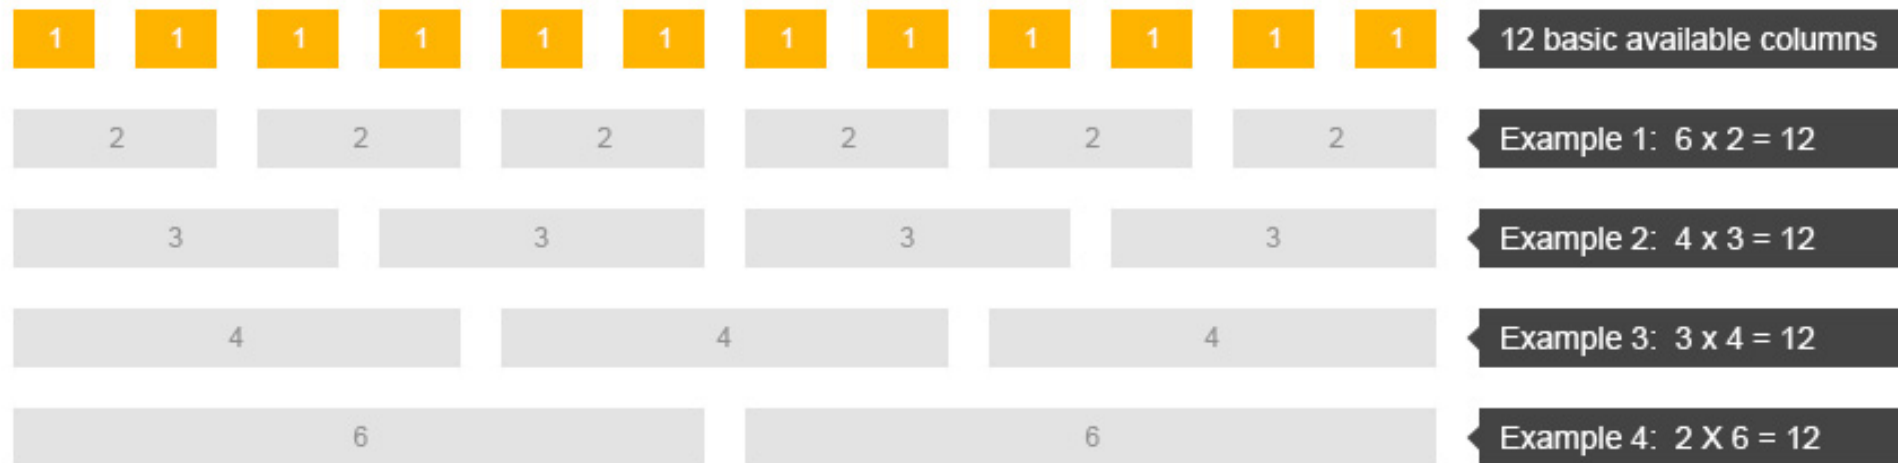 1 1 1 1 1 1 1 1 1 1 1 1 12 basic available columns
2 2 2 2 2 2 Example 1: 6 x 2 = 12
3 3 3 3 Example 2: 4 x 3 = 12
4 4 4 Example 3: 3 x 4 = 12
6 6 Example 4: 2 X 6 = 12